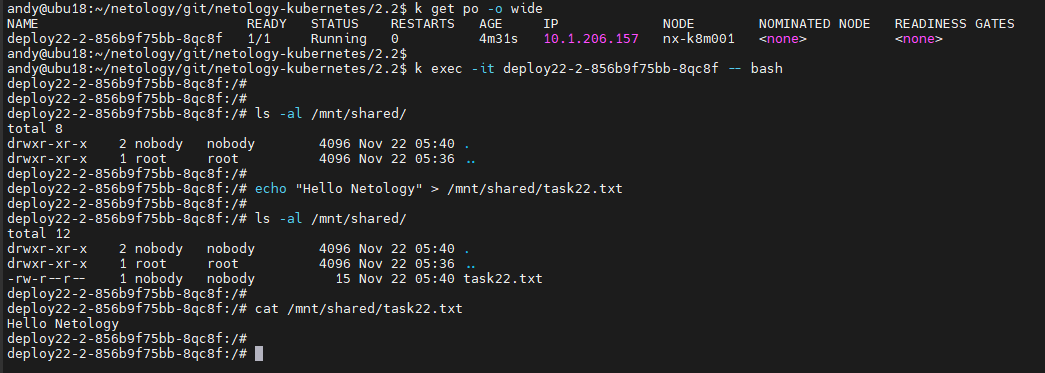 andy@ubu18:~/netology/git/netology-kubernetes/2.2$ k get po -o wide
NAME                          READY   STATUS    RESTARTS   AGE     IP             NODE         NOMINATED NODE   READINESS GATES
deploy22-2-856b9f75bb-8qc8f   1/1     Running   0          4m31s   10.1.206.157   nx-k8m001   <none>           <none>
andy@ubu18:~/netology/git/netology-kubernetes/2.2$
andy@ubu18:~/netology/git/netology-kubernetes/2.2$ k exec -it deploy22-2-856b9f75bb-8qc8f -- bash
deploy22-2-856b9f75bb-8qc8f:/#
deploy22-2-856b9f75bb-8qc8f:/#
deploy22-2-856b9f75bb-8qc8f:/# ls -al /mnt/shared/
total 8
drwxr-xr-x    2 nobody   nobody        4096 Nov 22 05:40 .
drwxr-xr-x    1 root     root          4096 Nov 22 05:36 ..
deploy22-2-856b9f75bb-8qc8f:/#
deploy22-2-856b9f75bb-8qc8f:/# echo "Hello Netology" > /mnt/shared/task22.txt
deploy22-2-856b9f75bb-8qc8f:/#
deploy22-2-856b9f75bb-8qc8f:/# ls -al /mnt/shared/
total 12
drwxr-xr-x    2 nobody   nobody        4096 Nov 22 05:40 .
drwxr-xr-x    1 root     root          4096 Nov 22 05:36 ..
-rw-r--r--    1 nobody   nobody          15 Nov 22 05:40 task22.txt
deploy22-2-856b9f75bb-8qc8f:/#
deploy22-2-856b9f75bb-8qc8f:/# cat /mnt/shared/task22.txt
Hello Netology
deploy22-2-856b9f75bb-8qc8f:/#
deploy22-2-856b9f75bb-8qc8f:/#